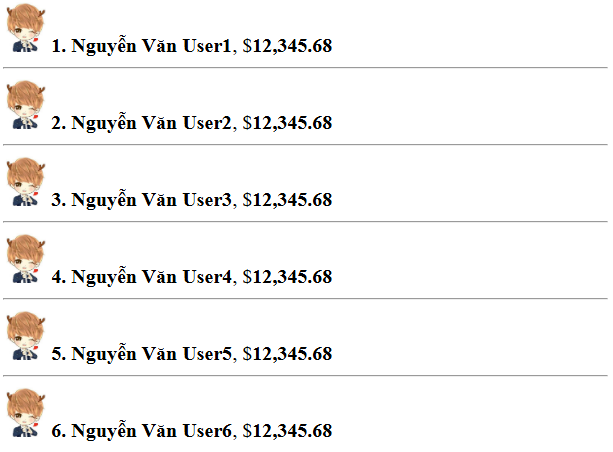 1. Nguyễn Văn User1, $12,345.68
2. Nguyễn Văn User2, $12,345.68
3. Nguyễn Văn User3, $12,345.68
4. Nguyễn Văn User4, $12,345.68
5. Nguyễn Văn User5, $12,345.68
6. Nguyễn Văn User6, $12,345.68